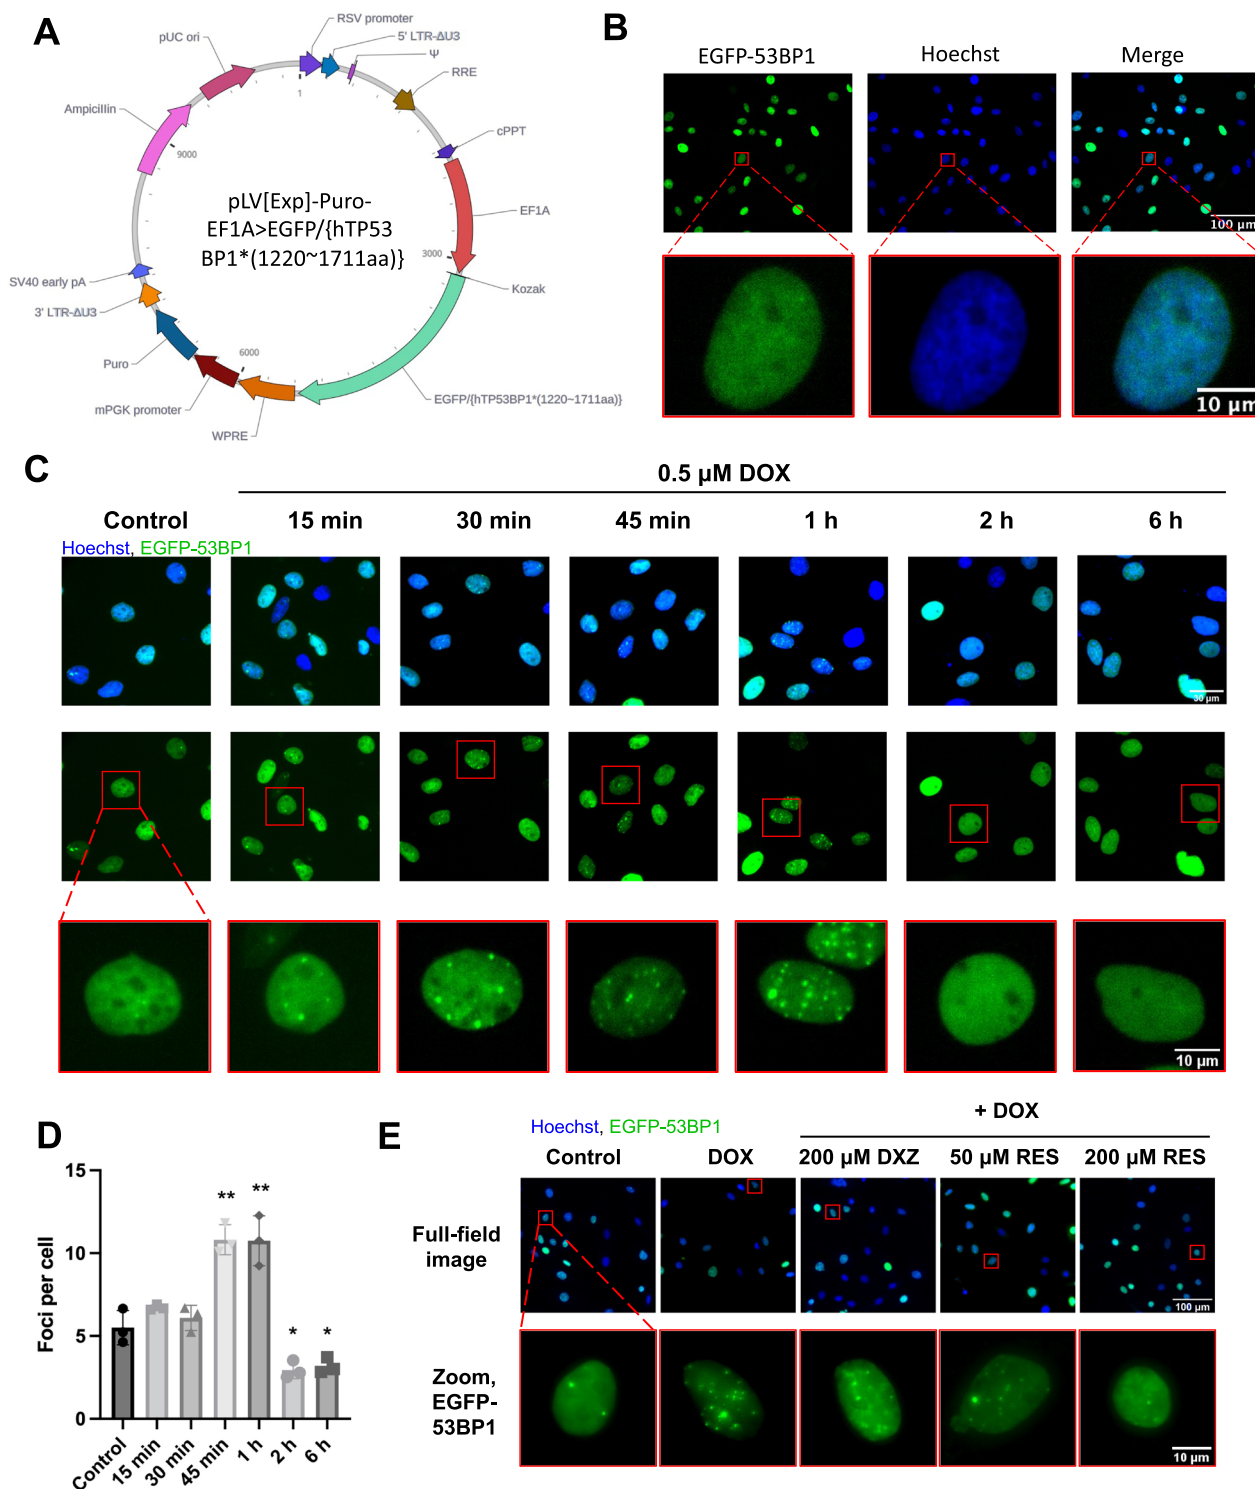 A
RSV promoter
5' LTR-ΔU3
Ψ
RRE
cPPT
EF1A
Kozak
EGFP/{hTP53BP1*(1220~1711aa)}
WPRE
mPGK promoter
Puro
3' LTR-ΔU3
SV40 early pA
Ampicillin
pUC ori
1
3000
6000
9000
pLV[Exp]-Puro-
EF1A>EGFP/{hTP53
BP1*(1220~1711aa)}
B
EGFP-53BP1 Hoechst Merge
100 µm
10 µm
C
0.5 µM DOX
Control 15 min 30 min 45 min 1 h 2 h 6 h
Hoechst, EGFP-53BP1
30 µm
10 µm
D
Foci per cell
15
10
5
0
** ** * *
Control 15 min 30 min 45 min 1 h 2 h 6 h
E
Hoechst, EGFP-53BP1
+ DOX
Control DOX 200 µM DXZ 50 µM RES 200 µM RES
Full-field
image
100 µm
Zoom,
EGFP-
53BP1
10 µm